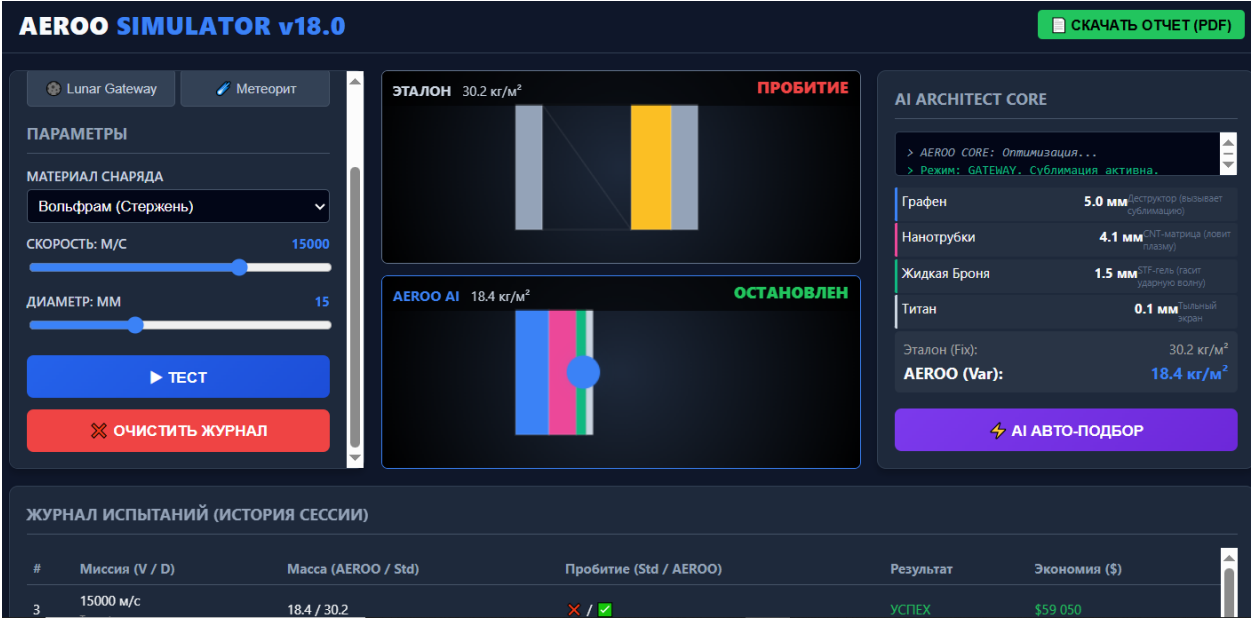 AEROO SIMULATOR v18.0
СКАЧАТЬ ОТЧЕТ (PDF)
Lunar Gateway
Метеорит
ПАРАМЕТРЫ
МАТЕРИАЛ СНАРЯДА
Вольфрам (Стержень)
СКОРОСТЬ: М/С 15000
ДИАМЕТР: ММ 15
ТЕСТ
ОЧИСТИТЬ ЖУРНАЛ
ЭТАЛОН 30.2 кг/м² ПРОБИТИЕ
AEROO AI 18.4 кг/м² ОСТАНОВЛЕН
AI ARCHITECT CORE
> AEROO CORE: Оптимизация...
> Режим: GATEWAY. Сублимация активна.
Графен 5.0 мм Деструктор (вызывает
сублимацию)
Нанотрубки 4.1 мм CNT-матрица (ловит
плазму)
Жидкая Броня 1.5 мм STF-гель (гасит
ударную волну)
Титан 0.1 мм Тыльный
экран
Эталон (Fix): 30.2 кг/м²
AEROO (Var): 18.4 кг/м²
AI АВТО-ПОДБОР
ЖУРНАЛ ИСПЫТАНИЙ (ИСТОРИЯ СЕССИИ)
# Миссия (V / D) Масса (AEROO / Std) Пробитие (Std / AEROO) Результат Экономия ($)
3 15000 м/с 18.4 / 30.2 ❌ / ✅ УСПЕХ $59 050